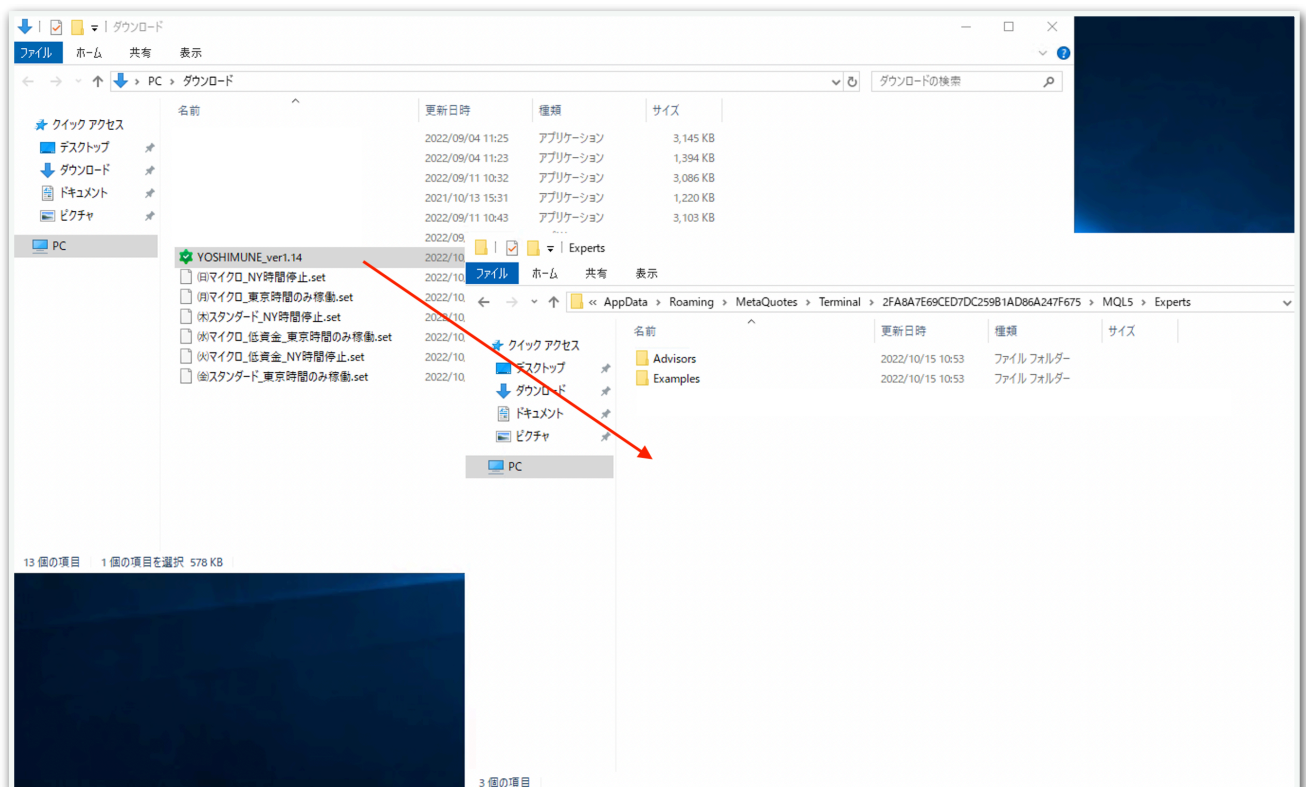 ダウンロード
ファイル ホーム 共有 表示
PC › ダウンロード
ダウンロードの検索
名前 更新日時 種類 サイズ
クイック アクセス
デスクトップ
ダウンロード
ドキュメント
ピクチャ
PC
2022/09/04 11:25 アプリケーション 3,145 KB
2022/09/04 11:23 アプリケーション 1,394 KB
2022/09/11 10:32 アプリケーション 3,086 KB
2021/10/13 15:31 アプリケーション 1,220 KB
2022/09/11 10:43 アプリケーション 3,103 KB
2022/09
YOSHIMUNE_ver1.14 2022/10
㈰マイクロ_NY時間停止.set 2022/10
㈪マイクロ_東京時間のみ稼働.set 2022/10
㈭スタンダード_NY時間停止.set 2022/10
㈬マイクロ_低資金_東京時間のみ稼働.set 2022/10
㈫マイクロ_低資金_NY時間停止.set 2022/10
㈮スタンダード_東京時間のみ稼働.set 2022/10
13 個の項目 1 個の項目を選択 578 KB
Experts
ファイル ホーム 共有 表示
« AppData › Roaming › MetaQuotes › Terminal › 2FA8A7E69CED7DC259B1AD86A247F675 › MQL5 › Experts
名前 更新日時 種類 サイズ
クイック アクセス
デスクトップ
ダウンロード
ドキュメント
ピクチャ
PC
Advisors 2022/10/15 10:53 ファイル フォルダー
Examples 2022/10/15 10:53 ファイル フォルダー
3 個の項目